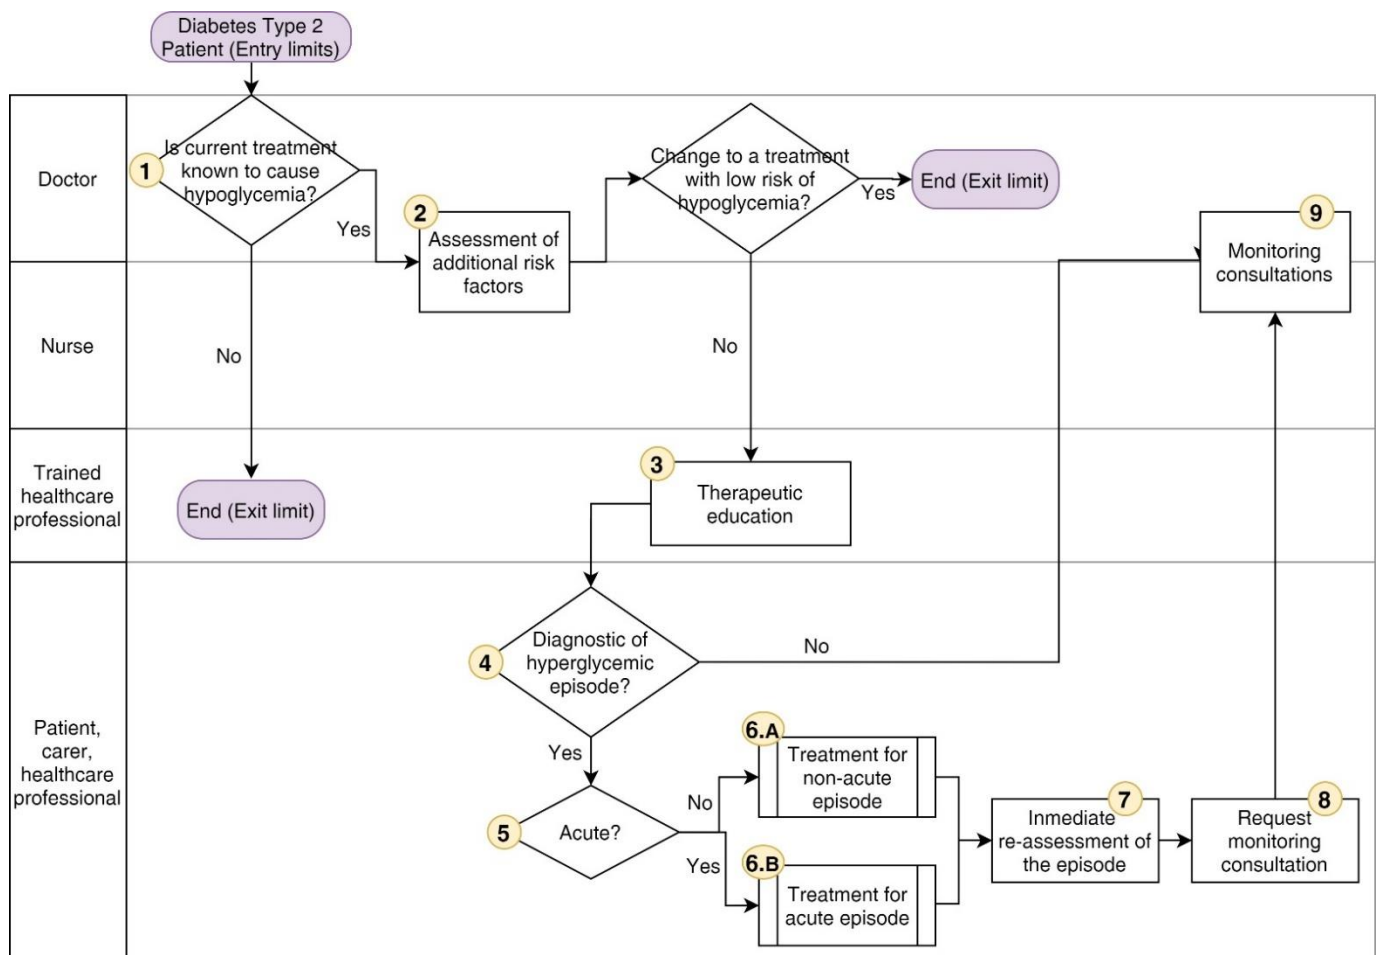 Diabetes Type 2
Patient (Entry limits)
Doctor
1
Is current treatment
known to cause
hypoglycemia?
Yes
2
Assessment of
additional risk
factors
Change to a treatment
with low risk of
hypoglycemia?
Yes
End (Exit limit)
9
Monitoring
consultations
Nurse
No
No
Trained
healthcare
professional
End (Exit limit)
3
Therapeutic
education
Patient,
carer,
healthcare
professional
4
Diagnostic of
hyperglycemic
episode?
No
Yes
5
Acute?
No
Yes
6.A
Treatment for
non-acute
episode
6.B
Treatment for
acute episode
7
Inmediate
re-assessment of
the episode
8
Request
monitoring
consultation